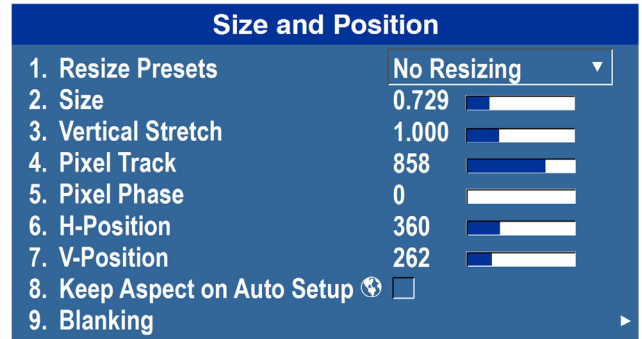 Size and Position
1. Resize Presets No Resizing
2. Size 0.729
3. Vertical Stretch 1.000
4. Pixel Track 858
5. Pixel Phase 0
6. H-Position 360
7. V-Position 262
8. Keep Aspect on Auto Setup
9. Blanking